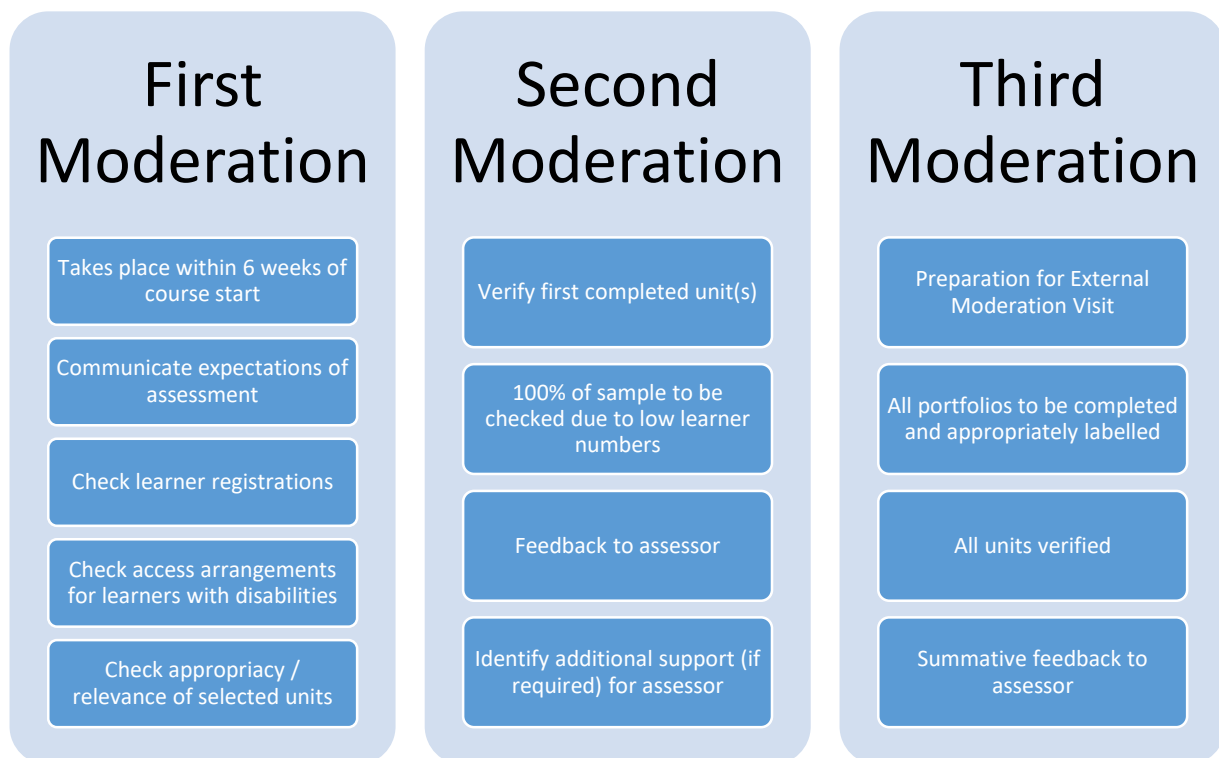 First
Moderation
Takes place within 6 weeks of
course start
Communicate expectations of
assessment
Check learner registrations
Check access arrangements
for learners with disabilities
Check appropriacy /
relevance of selected units
Second
Moderation
Verify first completed unit(s)
100% of sample to be
checked due to low learner
numbers
Feedback to assessor
Identify additional support (if
required) for assessor
Third
Moderation
Preparation for External
Moderation Visit
All portfolios to be completed
and appropriately labelled
All units verified
Summative feedback to
assessor